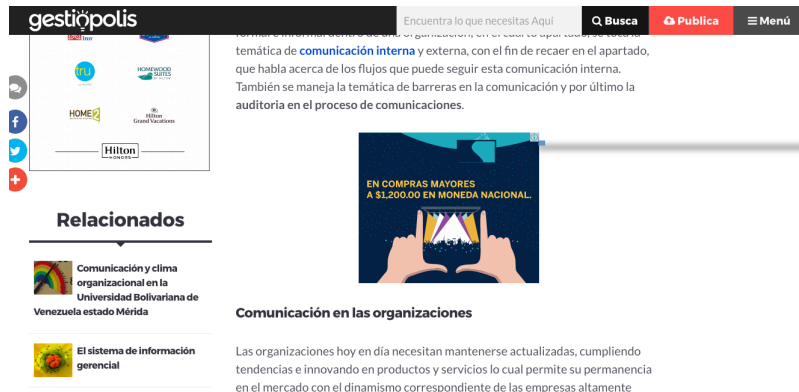 gestiopolis
Encuentra lo que necesitas Aquí
Busca
Publica
Menú
temática de comunicación interna y externa, con el fin de recaer en el apartado,
que habla acerca de los flujos que puede seguir esta comunicación interna.
También se maneja la temática de barreras en la comunicación y por último la
auditoria en el proceso de comunicaciones.
tru
HOMEWOOD
SUITES
HOME2
Hilton
Grand Vacations
Hilton
HONORS
EN COMPRAS MAYORES
A $1,200.00 EN MONEDA NACIONAL.
Relacionados
Comunicación y clima
organizacional en la
Universidad Bolivariana de
Venezuela estado Mérida
El sistema de información
gerencial
Comunicación en las organizaciones
Las organizaciones hoy en día necesitan mantenerse actualizadas, cumpliendo
tendencias e innovando en productos y servicios lo cual permite su permanencia
en el mercado con el dinamismo correspondiente de las empresas altamente